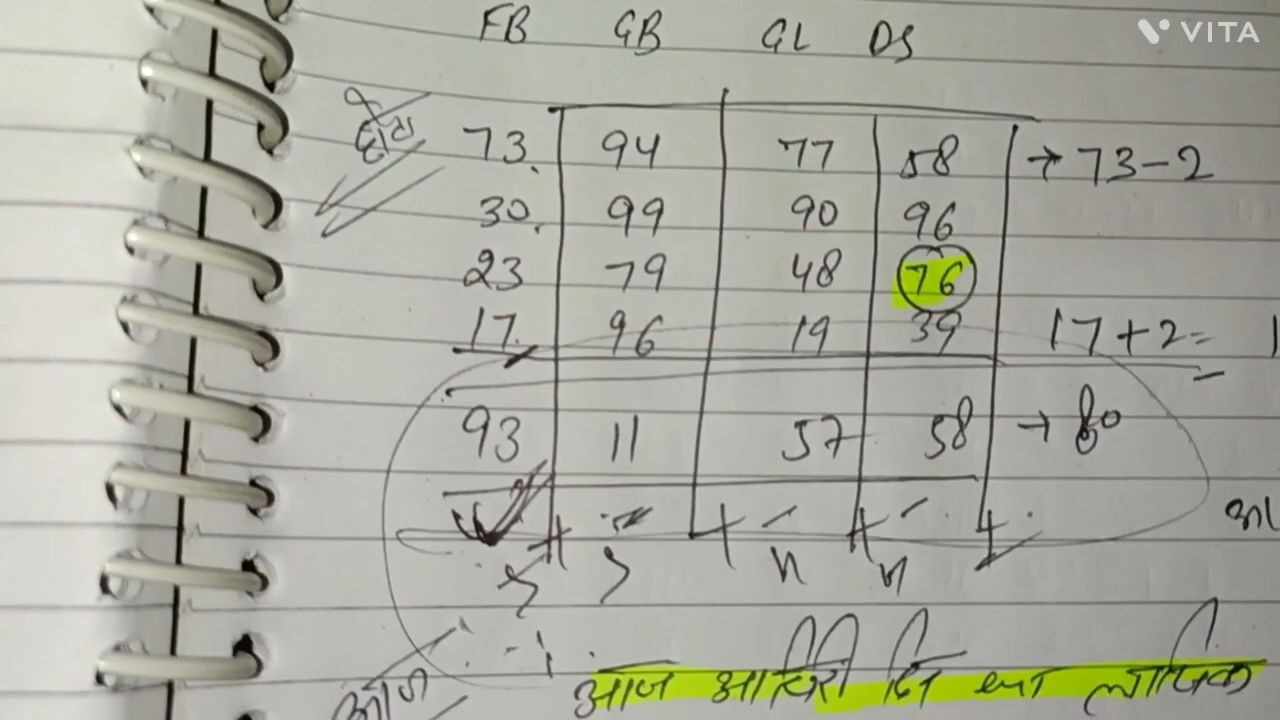 VITA
FB GB GL DS
73. 94 77 58 → 73-2
30. 99 90 96
23 79 48 76
17. 96 19 39 17+2=
93 11 57 58 → 80
आज
आज आखिरी दिन का लॉजिक